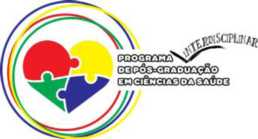 INTERDISCIPLINAR
PROGRAMA
DE PÓS-GRADUAÇÃO
EM CIÊNCIAS DA SAÚDE